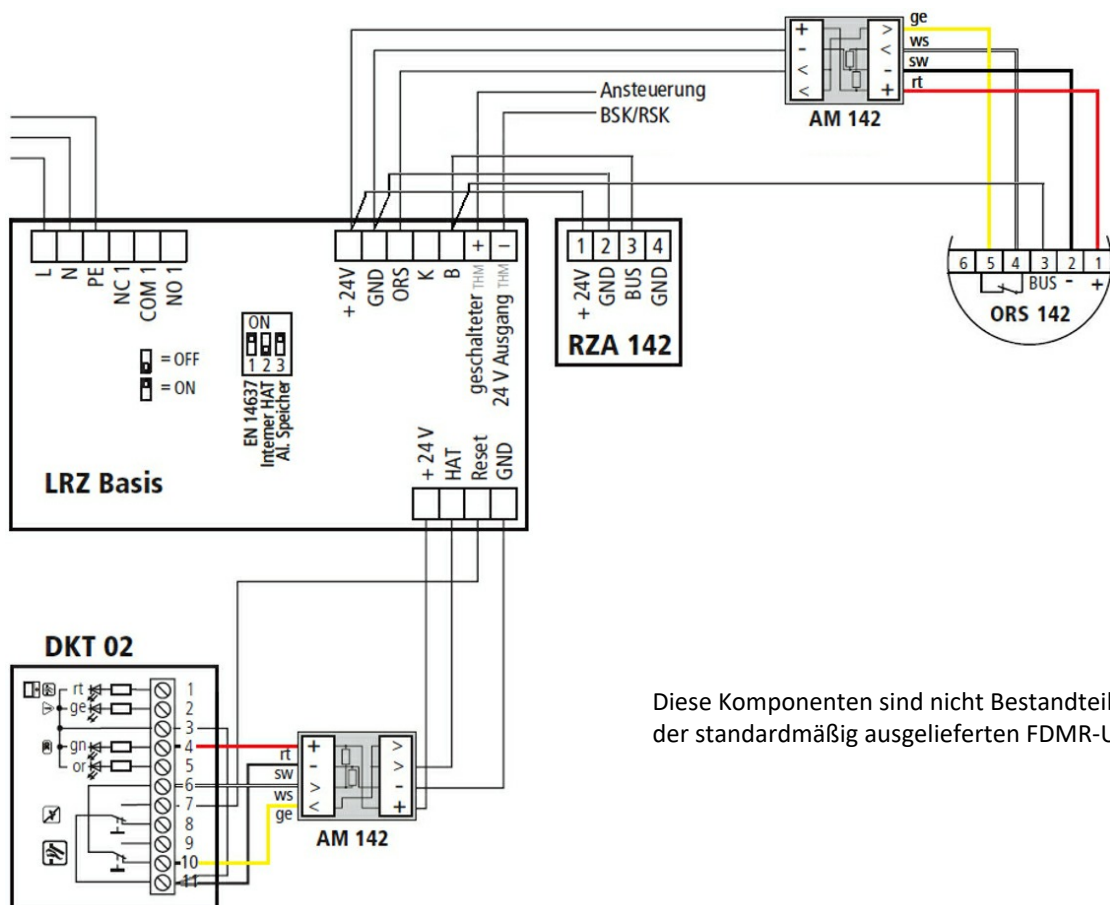 ge
ws
sw
rt
+
-
<
<
>
<
-
+
AM 142
Ansteuerung
BSK/RSK
L
N
PE
NC 1
COM 1
NO 1
+ 24V
GND
ORS
K
B
+
–
geschalteter THM
24 V Ausgang THM
1 2 3 4
+ 24V
GND
BUS
GND
RZA 142
6 5 4 3 2 1
BUS - +
ORS 142
ON
1 2 3
EN 14637
Interner HAT
Al. Speicher
= OFF
= ON
LRZ Basis
+ 24 V
HAT
Reset
GND
DKT 02
rt 1
ge 2
3
gn 4
or 5
6
7
8
9
10
11
rt
sw
ws
ge
+
-
>
<
>
>
-
+
AM 142
Diese Komponenten sind nicht Bestandteil
der standardmäßig ausgelieferten FDMR-U